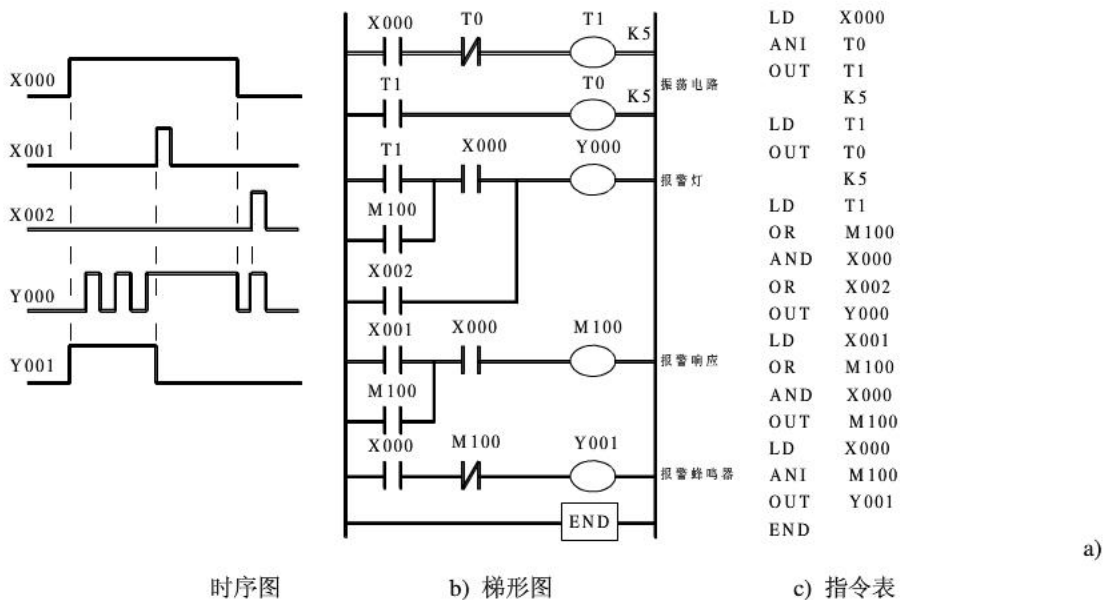 X000
X001
X002
Y000
Y001
X000 T0 T1 K5
振荡电路
T1 T0 K5
T1 X000 Y000
报警灯
M100
X002
X001 X000 M100
报警响应
M100
X000 M100 Y001
报警蜂鸣器
END
LD X000
ANI T0
OUT T1
K5
LD T1
OUT T0
K5
LD T1
OR M100
AND X000
OR X002
OUT Y000
LD X001
OR M100
AND X000
OUT M100
LD X000
ANI M100
OUT Y001
END
a)
时序图 b) 梯形图 c) 指令表